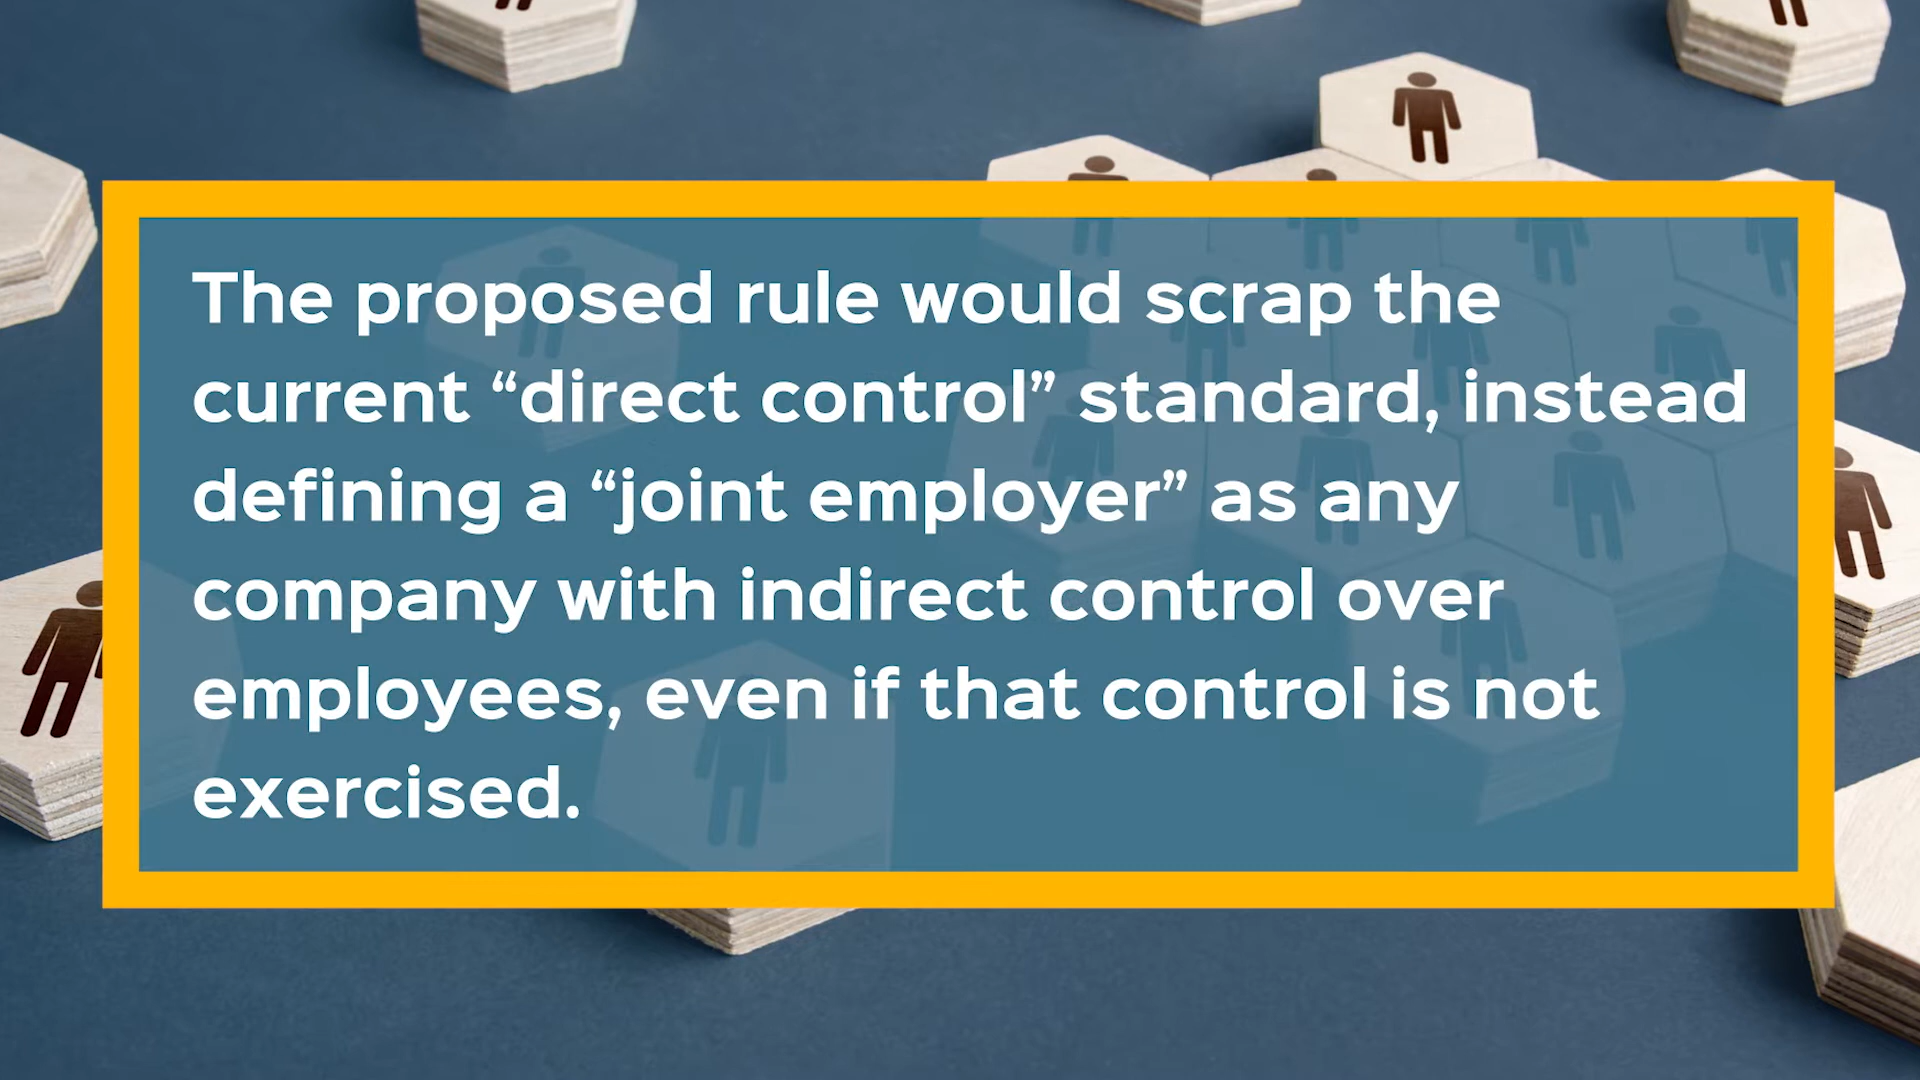 The proposed rule would scrap the
current “direct control” standard, instead
defining a “joint employer” as any
company with indirect control over
employees, even if that control is not
exercised.